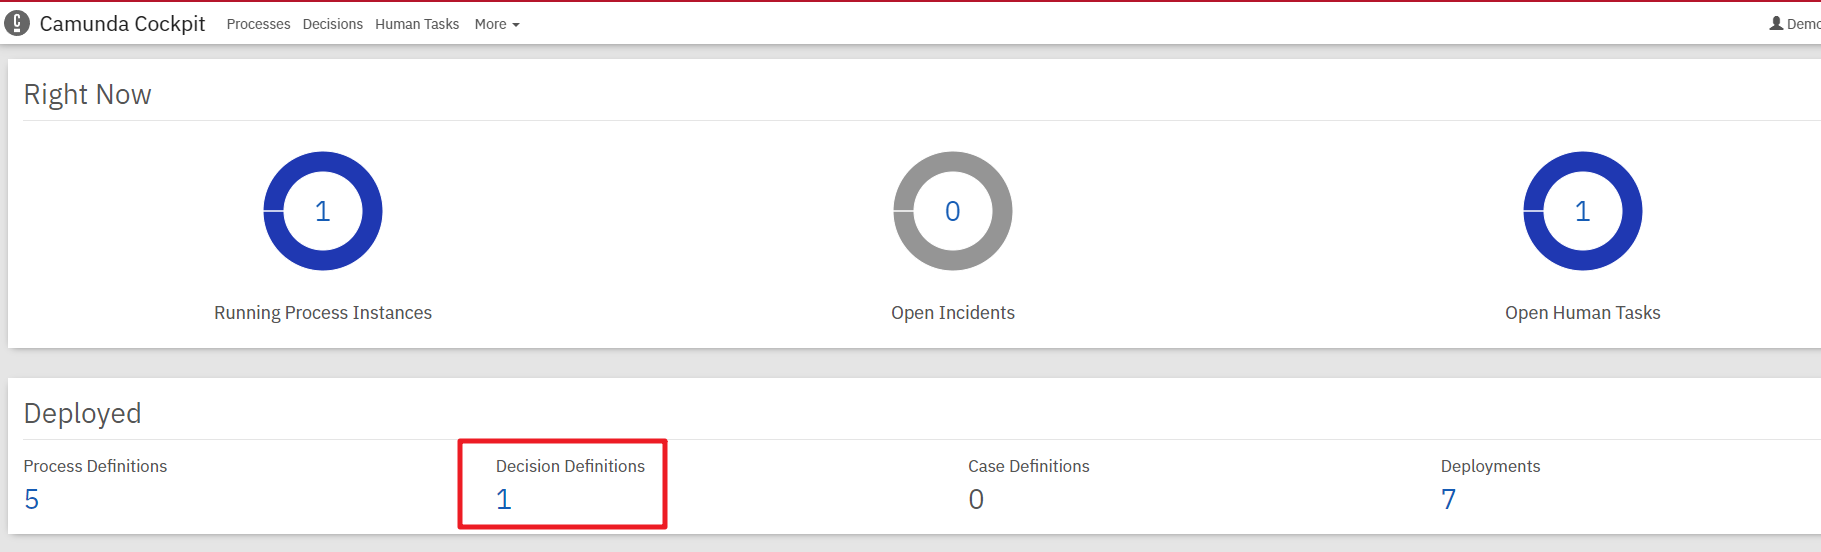 Camunda Cockpit Processes Decisions Human Tasks More Demo
Right Now
1 0 1
Running Process Instances Open Incidents Open Human Tasks
Deployed
Process Definitions Decision Definitions Case Definitions Deployments
5 1 0 7